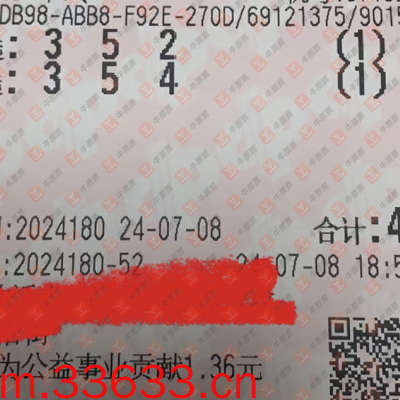 DB98-ABB8-F92E-270D/69121375/9015
: 3 5 2 (1)
: 3 5 4 (1)
:2024180 24-07-08 合计:4
:2024180-52 24-07-08 18:5
为公益事业贡献1.36元
m.33633.cn